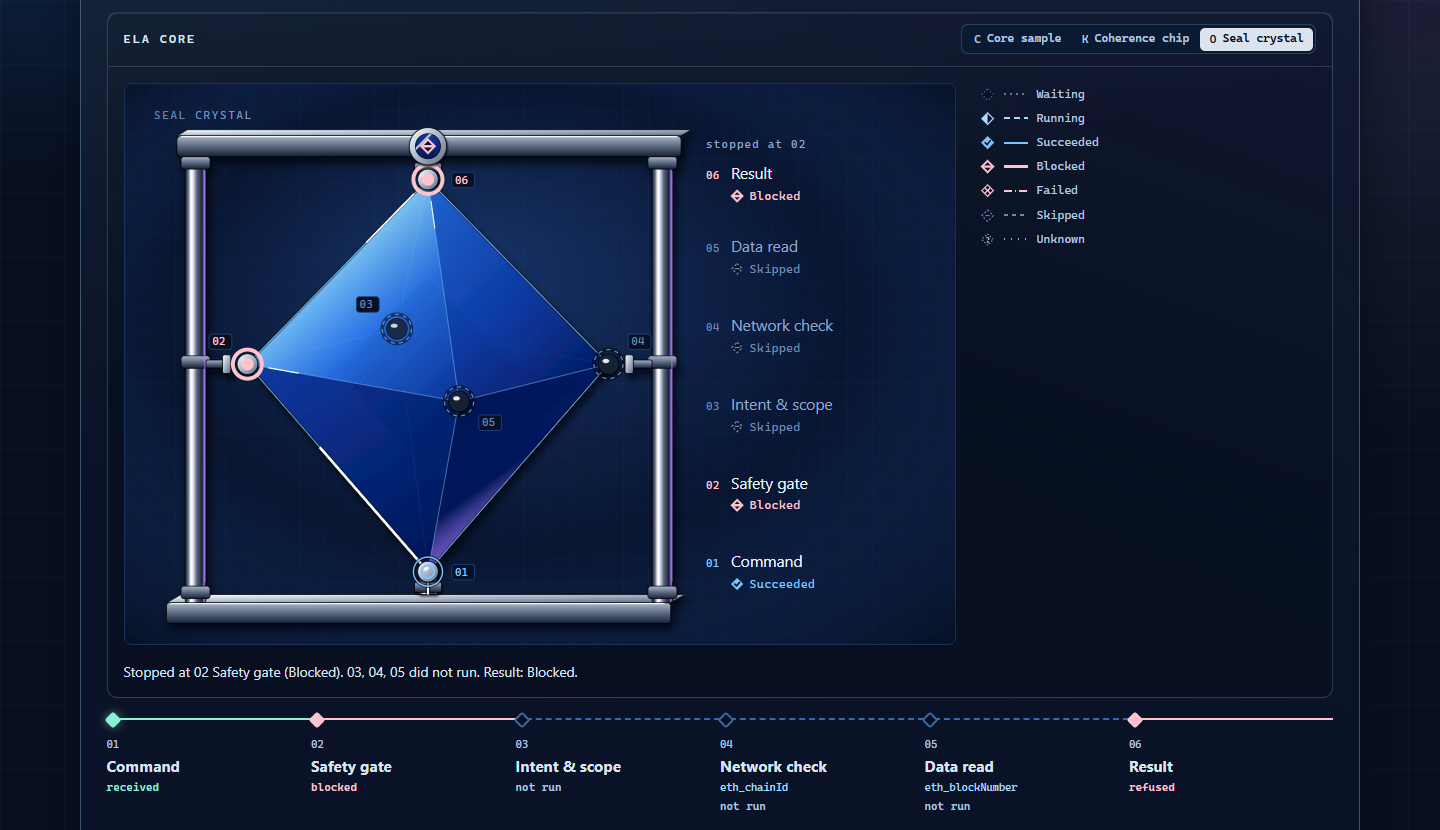 ELA CORE
C Core sample
K Coherence chip
O Seal crystal
SEAL CRYSTAL
06
03
02
04
05
01
stopped at 02
06 Result
Blocked
05 Data read
Skipped
04 Network check
Skipped
03 Intent & scope
Skipped
02 Safety gate
Blocked
01 Command
Succeeded
Waiting
Running
Succeeded
Blocked
Failed
Skipped
Unknown
Stopped at 02 Safety gate (Blocked). 03, 04, 05 did not run. Result: Blocked.
01
Command
received
02
Safety gate
blocked
03
Intent & scope
not run
04
Network check
eth_chainId
not run
05
Data read
eth_blockNumber
not run
06
Result
refused